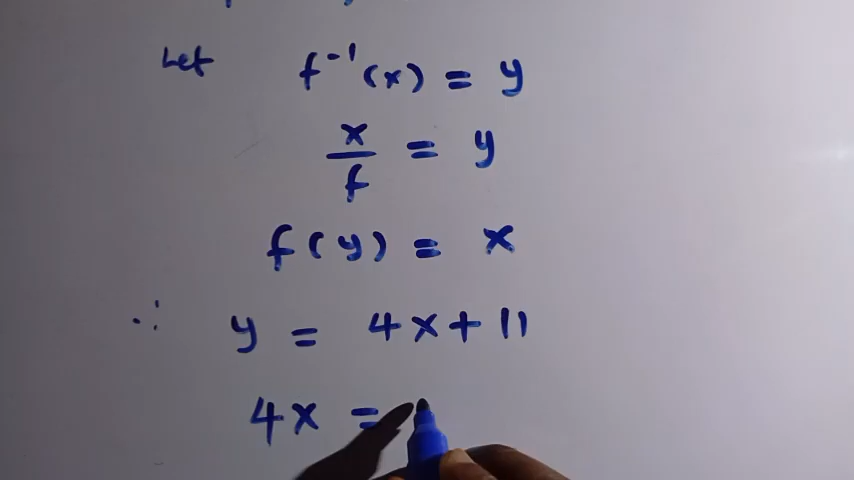 Let f⁻¹(x) = y
x/f = y
f(y) = x
∴ y = 4x + 11
4x =